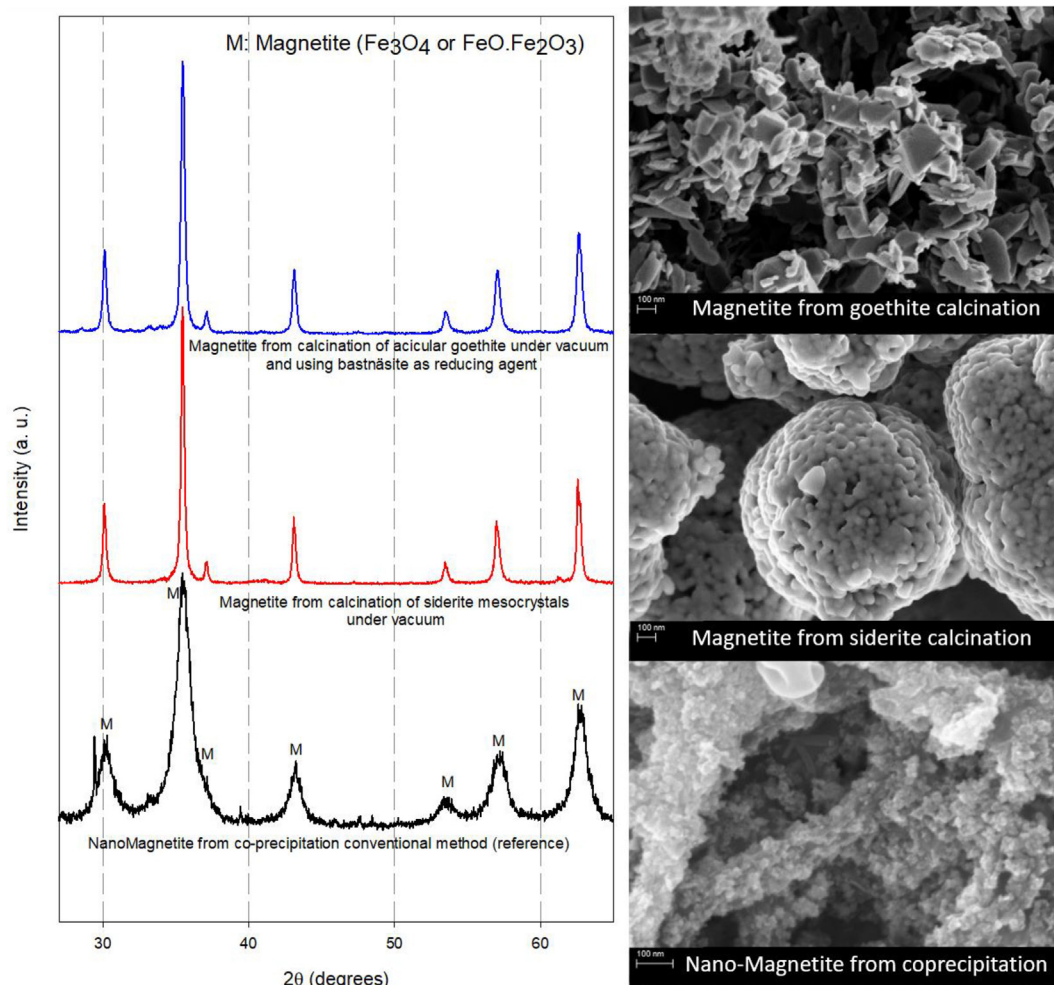 M: Magnetite (Fe3O4 or FeO.Fe2O3)
Magnetite from calcination of acicular goethite under vacuum
and using bastnäsite as reducing agent
Magnetite from calcination of siderite mesocrystals
under vacuum
M
M
M
M
M
M
M
NanoMagnetite from co-precipitation conventional method (reference)
30
40
50
60
2θ (degrees)
Intensity (a. u.)
100 nm
Magnetite from goethite calcination
100 nm
Magnetite from siderite calcination
100 nm
Nano-Magnetite from coprecipitation